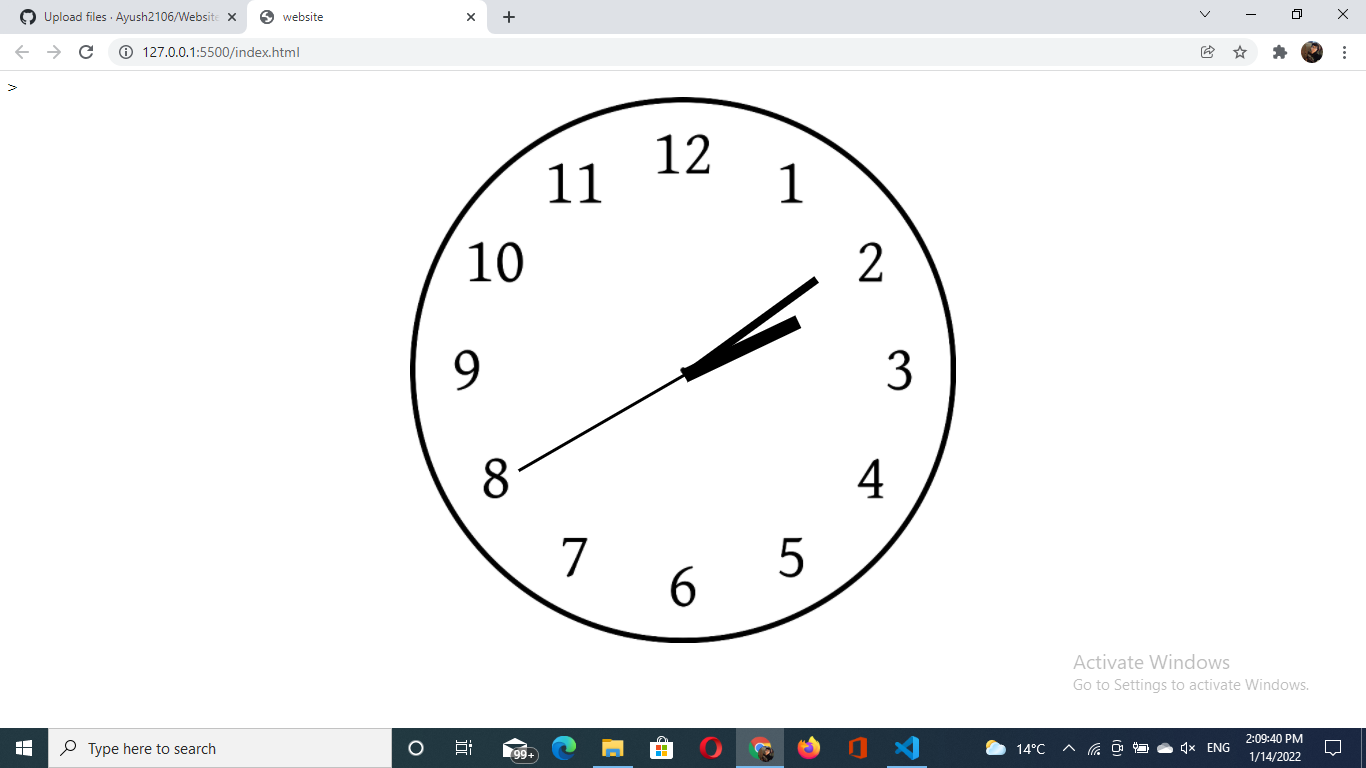 Upload files · Ayush2106/Website
website
127.0.0.1:5500/index.html
>
12
11 1
10 2
9 3
8 4
7 5
6
Activate Windows
Go to Settings to activate Windows.
Type here to search
99+
14°C
ENG
2:09:40 PM
1/14/2022